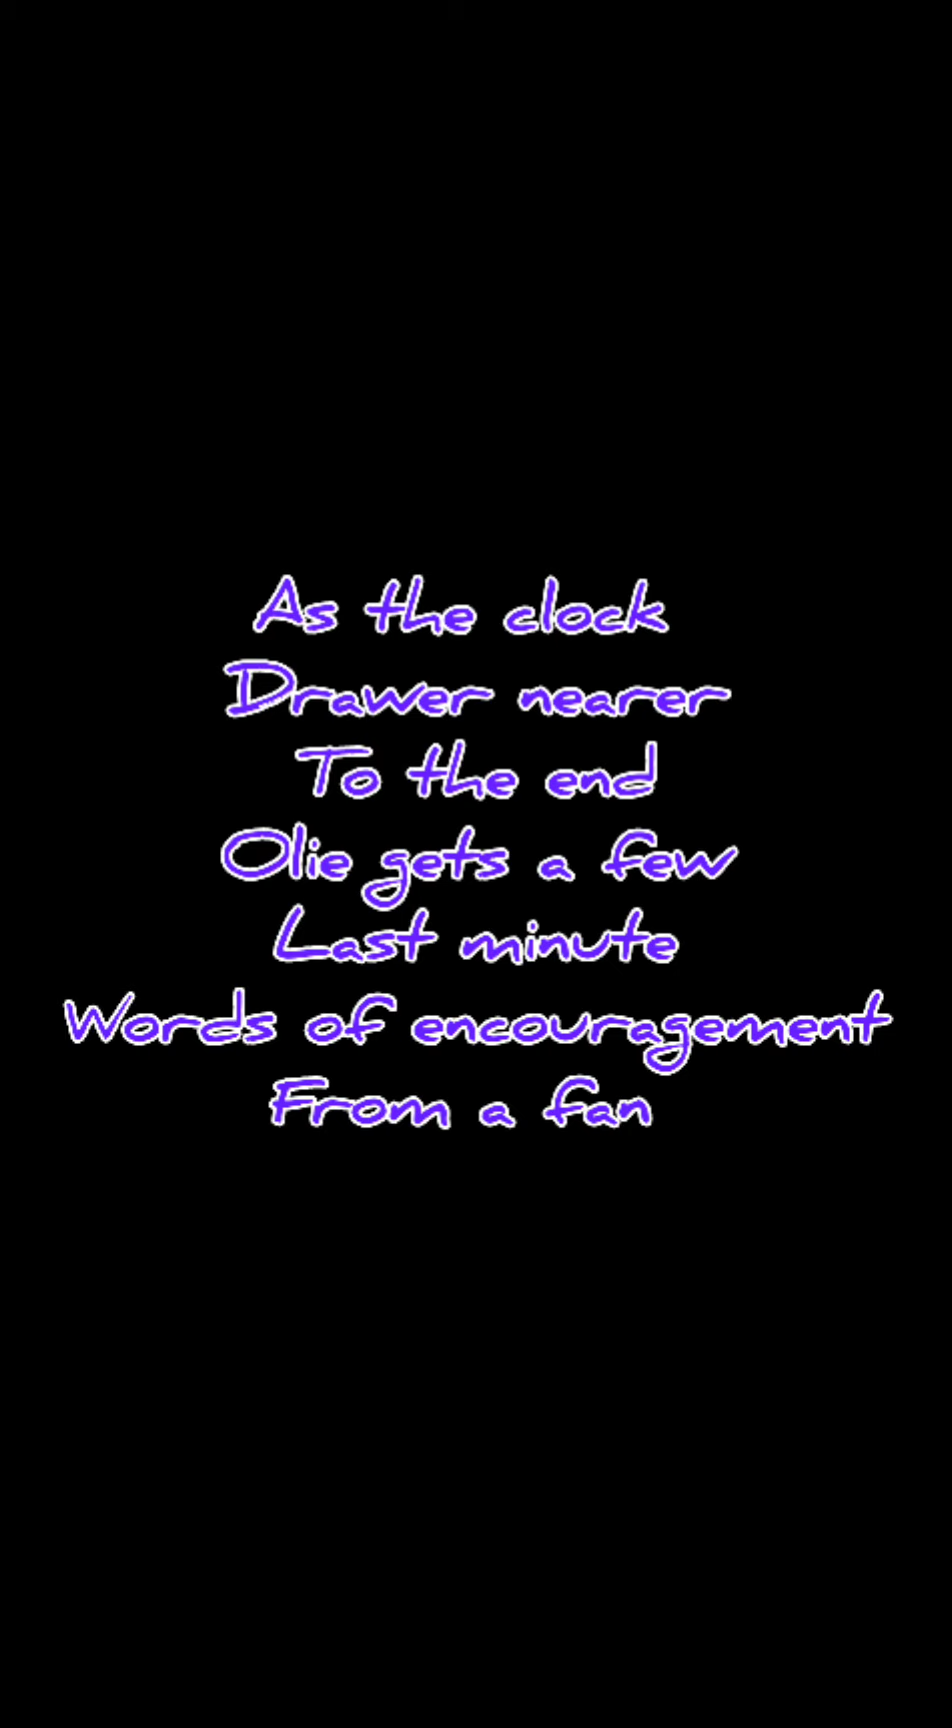 As the clock
Drawer nearer
To the end
Olie gets a few
Last minute
Words of encouragement
From a fan